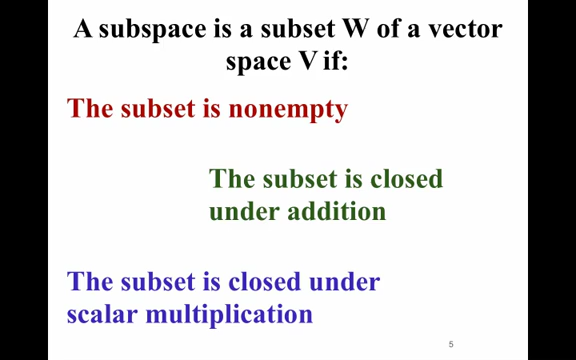 A subspace is a subset W of a vector
space V if:
The subset is nonempty
The subset is closed
under addition
The subset is closed under
scalar multiplication
5